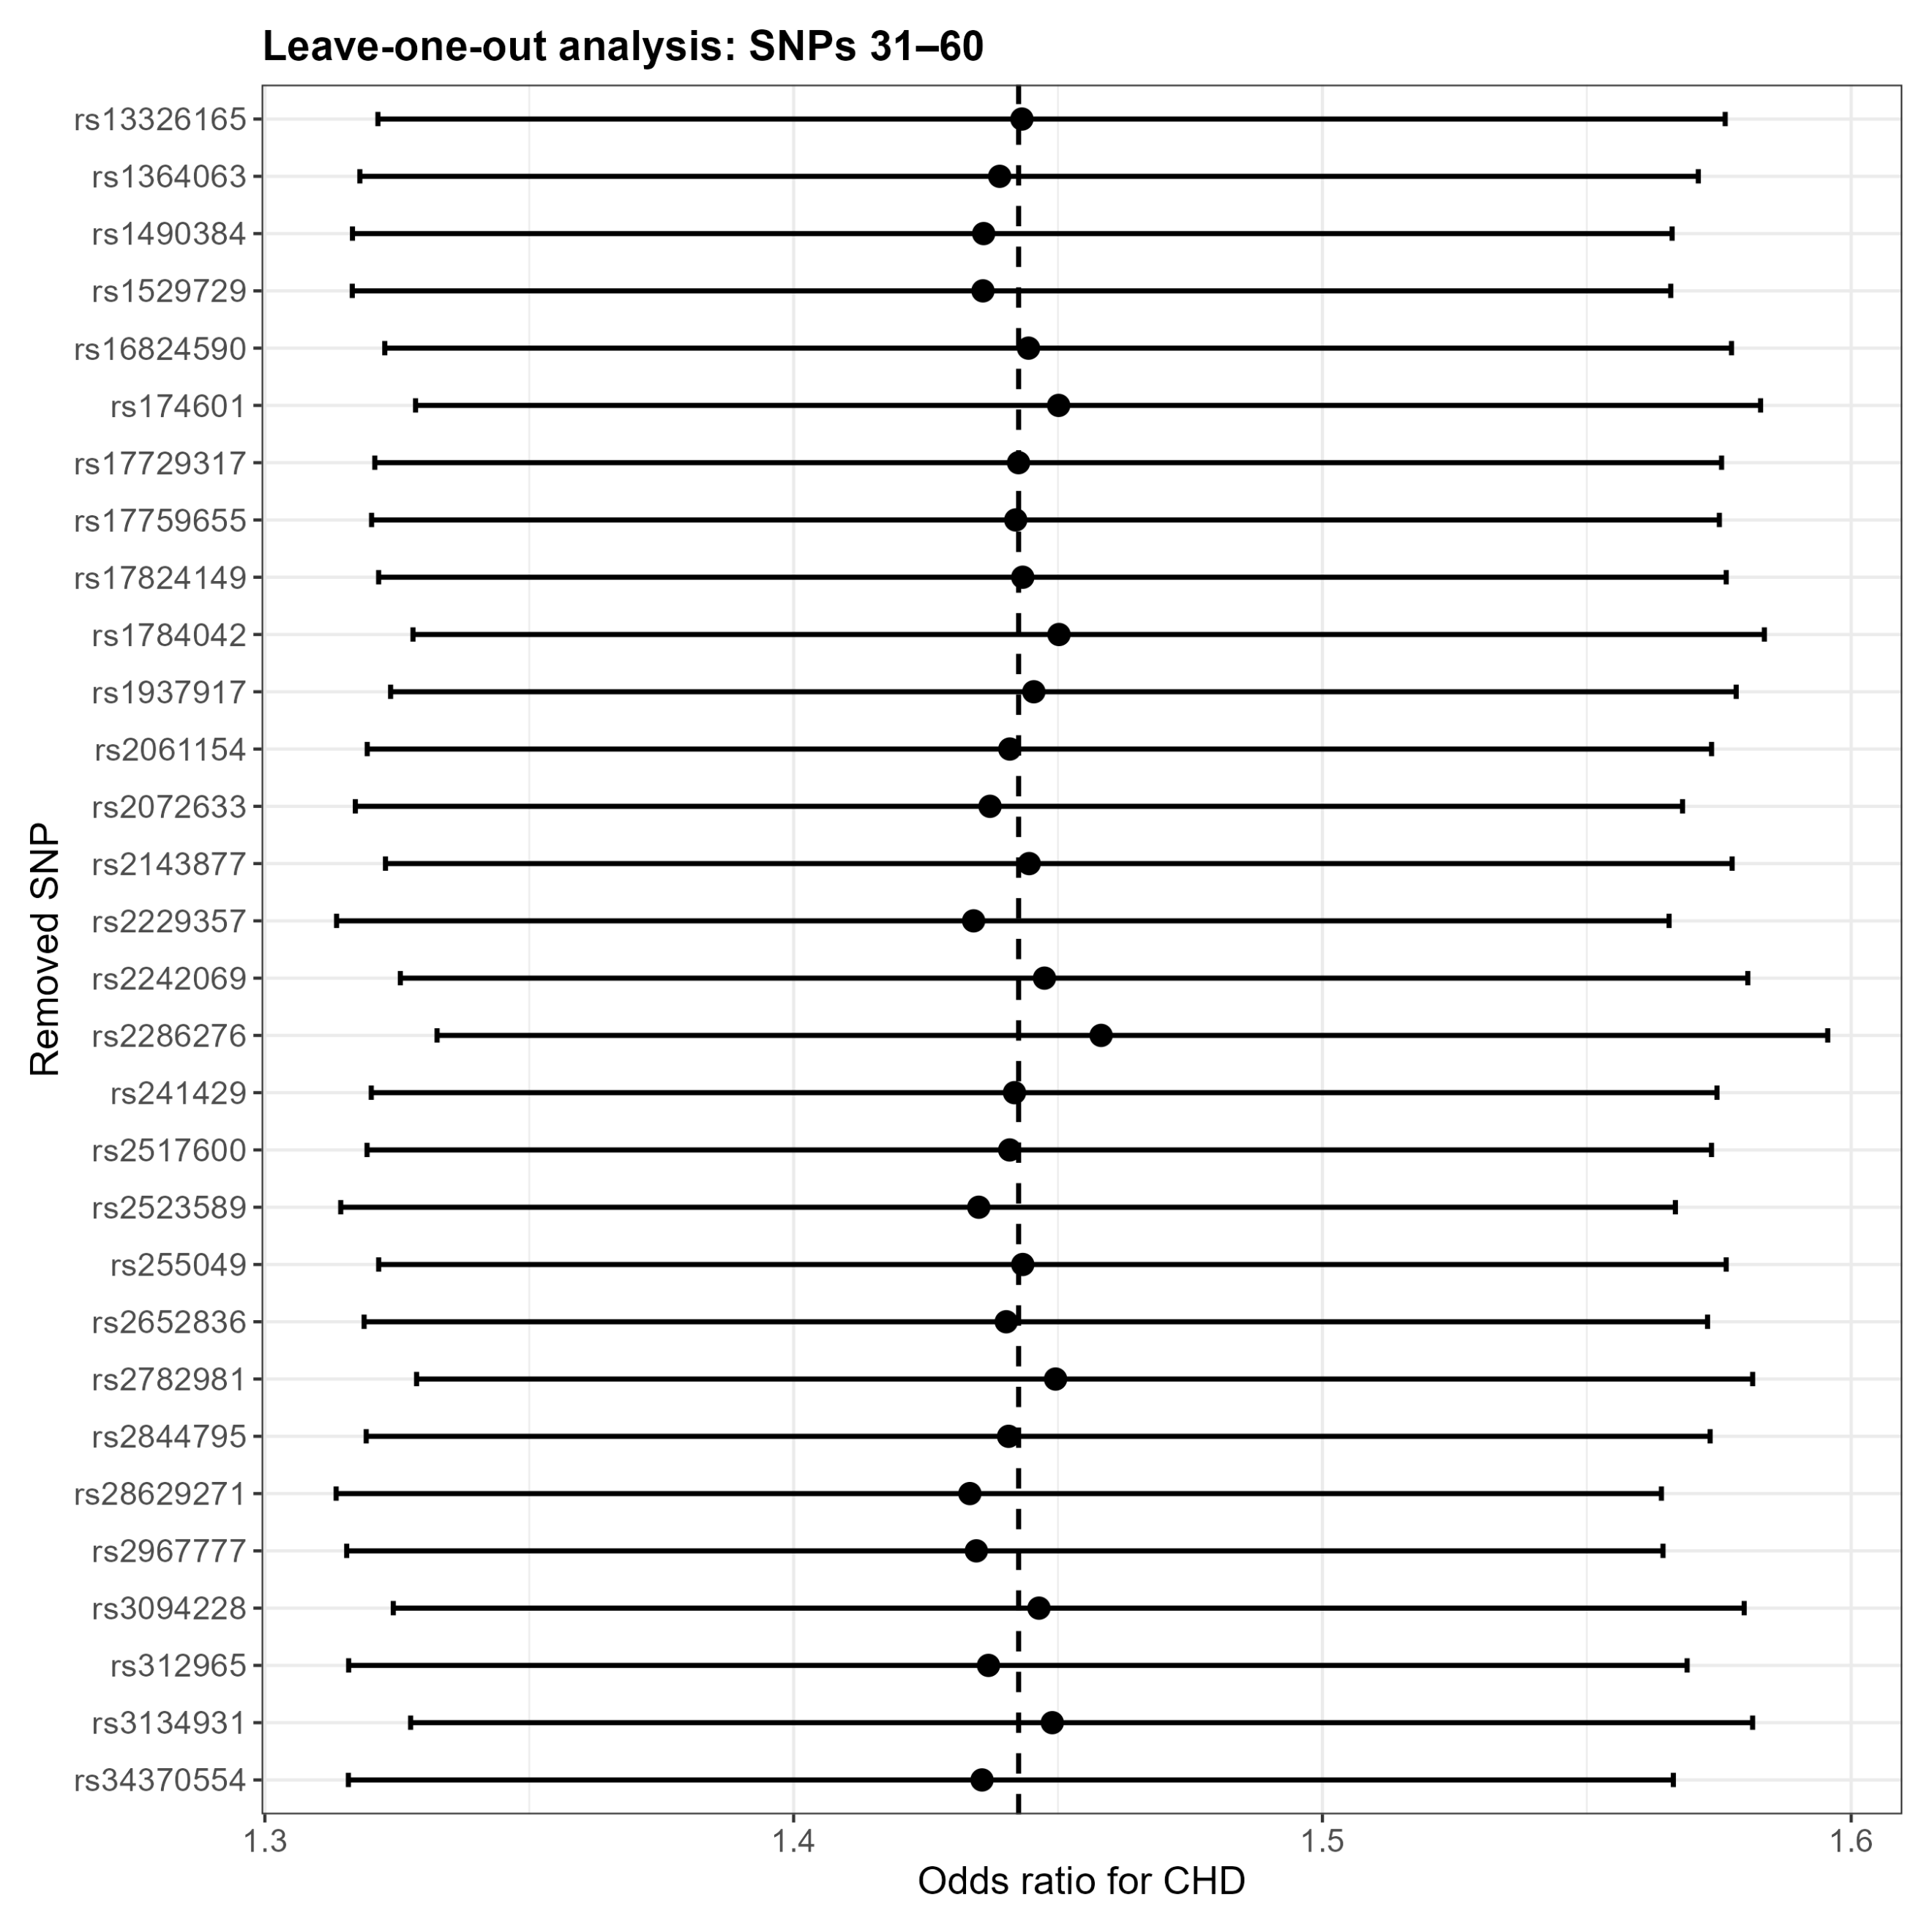 Leave-one-out analysis: SNPs 31–60
rs13326165
rs1364063
rs1490384
rs1529729
rs16824590
rs174601
rs17729317
rs17759655
rs17824149
rs1784042
rs1937917
rs2061154
rs2072633
rs2143877
rs2229357
rs2242069
rs2286276
rs241429
rs2517600
rs2523589
rs255049
rs2652836
rs2782981
rs2844795
rs28629271
rs2967777
rs3094228
rs312965
rs3134931
rs34370554
Removed SNP
1.3 1.4 1.5 1.6
Odds ratio for CHD